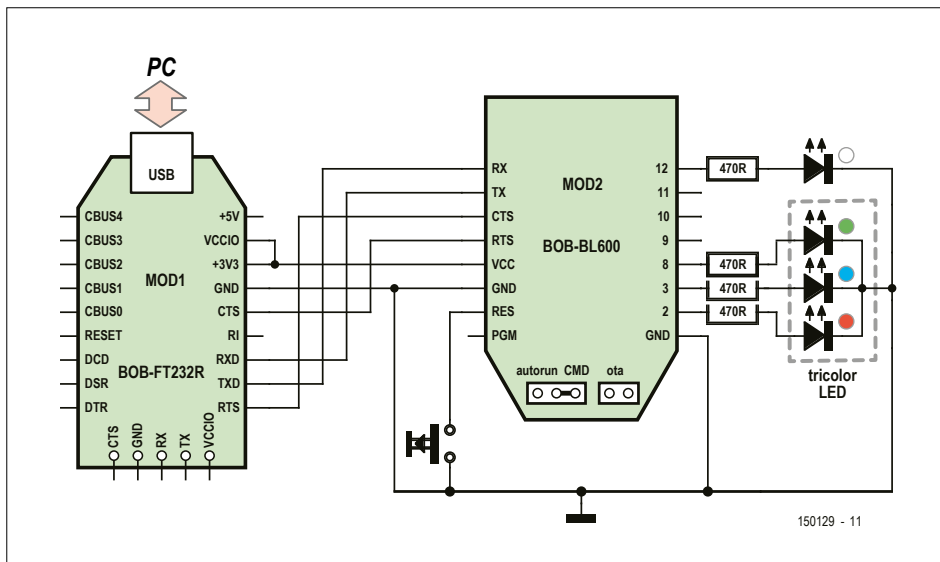 PC
USB
CBUS4
CBUS3
CBUS2
CBUS1
CBUS0
RESET
DCD
DSR
DTR
MOD1
BOB-FT232R
+5V
VCCIO
+3V3
GND
CTS
RI
RXD
TXD
RTS
CTS
GND
RX
TX
VCCIO
RX
TX
CTS
RTS
VCC
GND
RES
PGM
MOD2
BOB-BL600
autorun CMD
ota
12
11
10
9
8
3
2
GND
470R
470R
470R
470R
tricolor
LED
150129 - 11